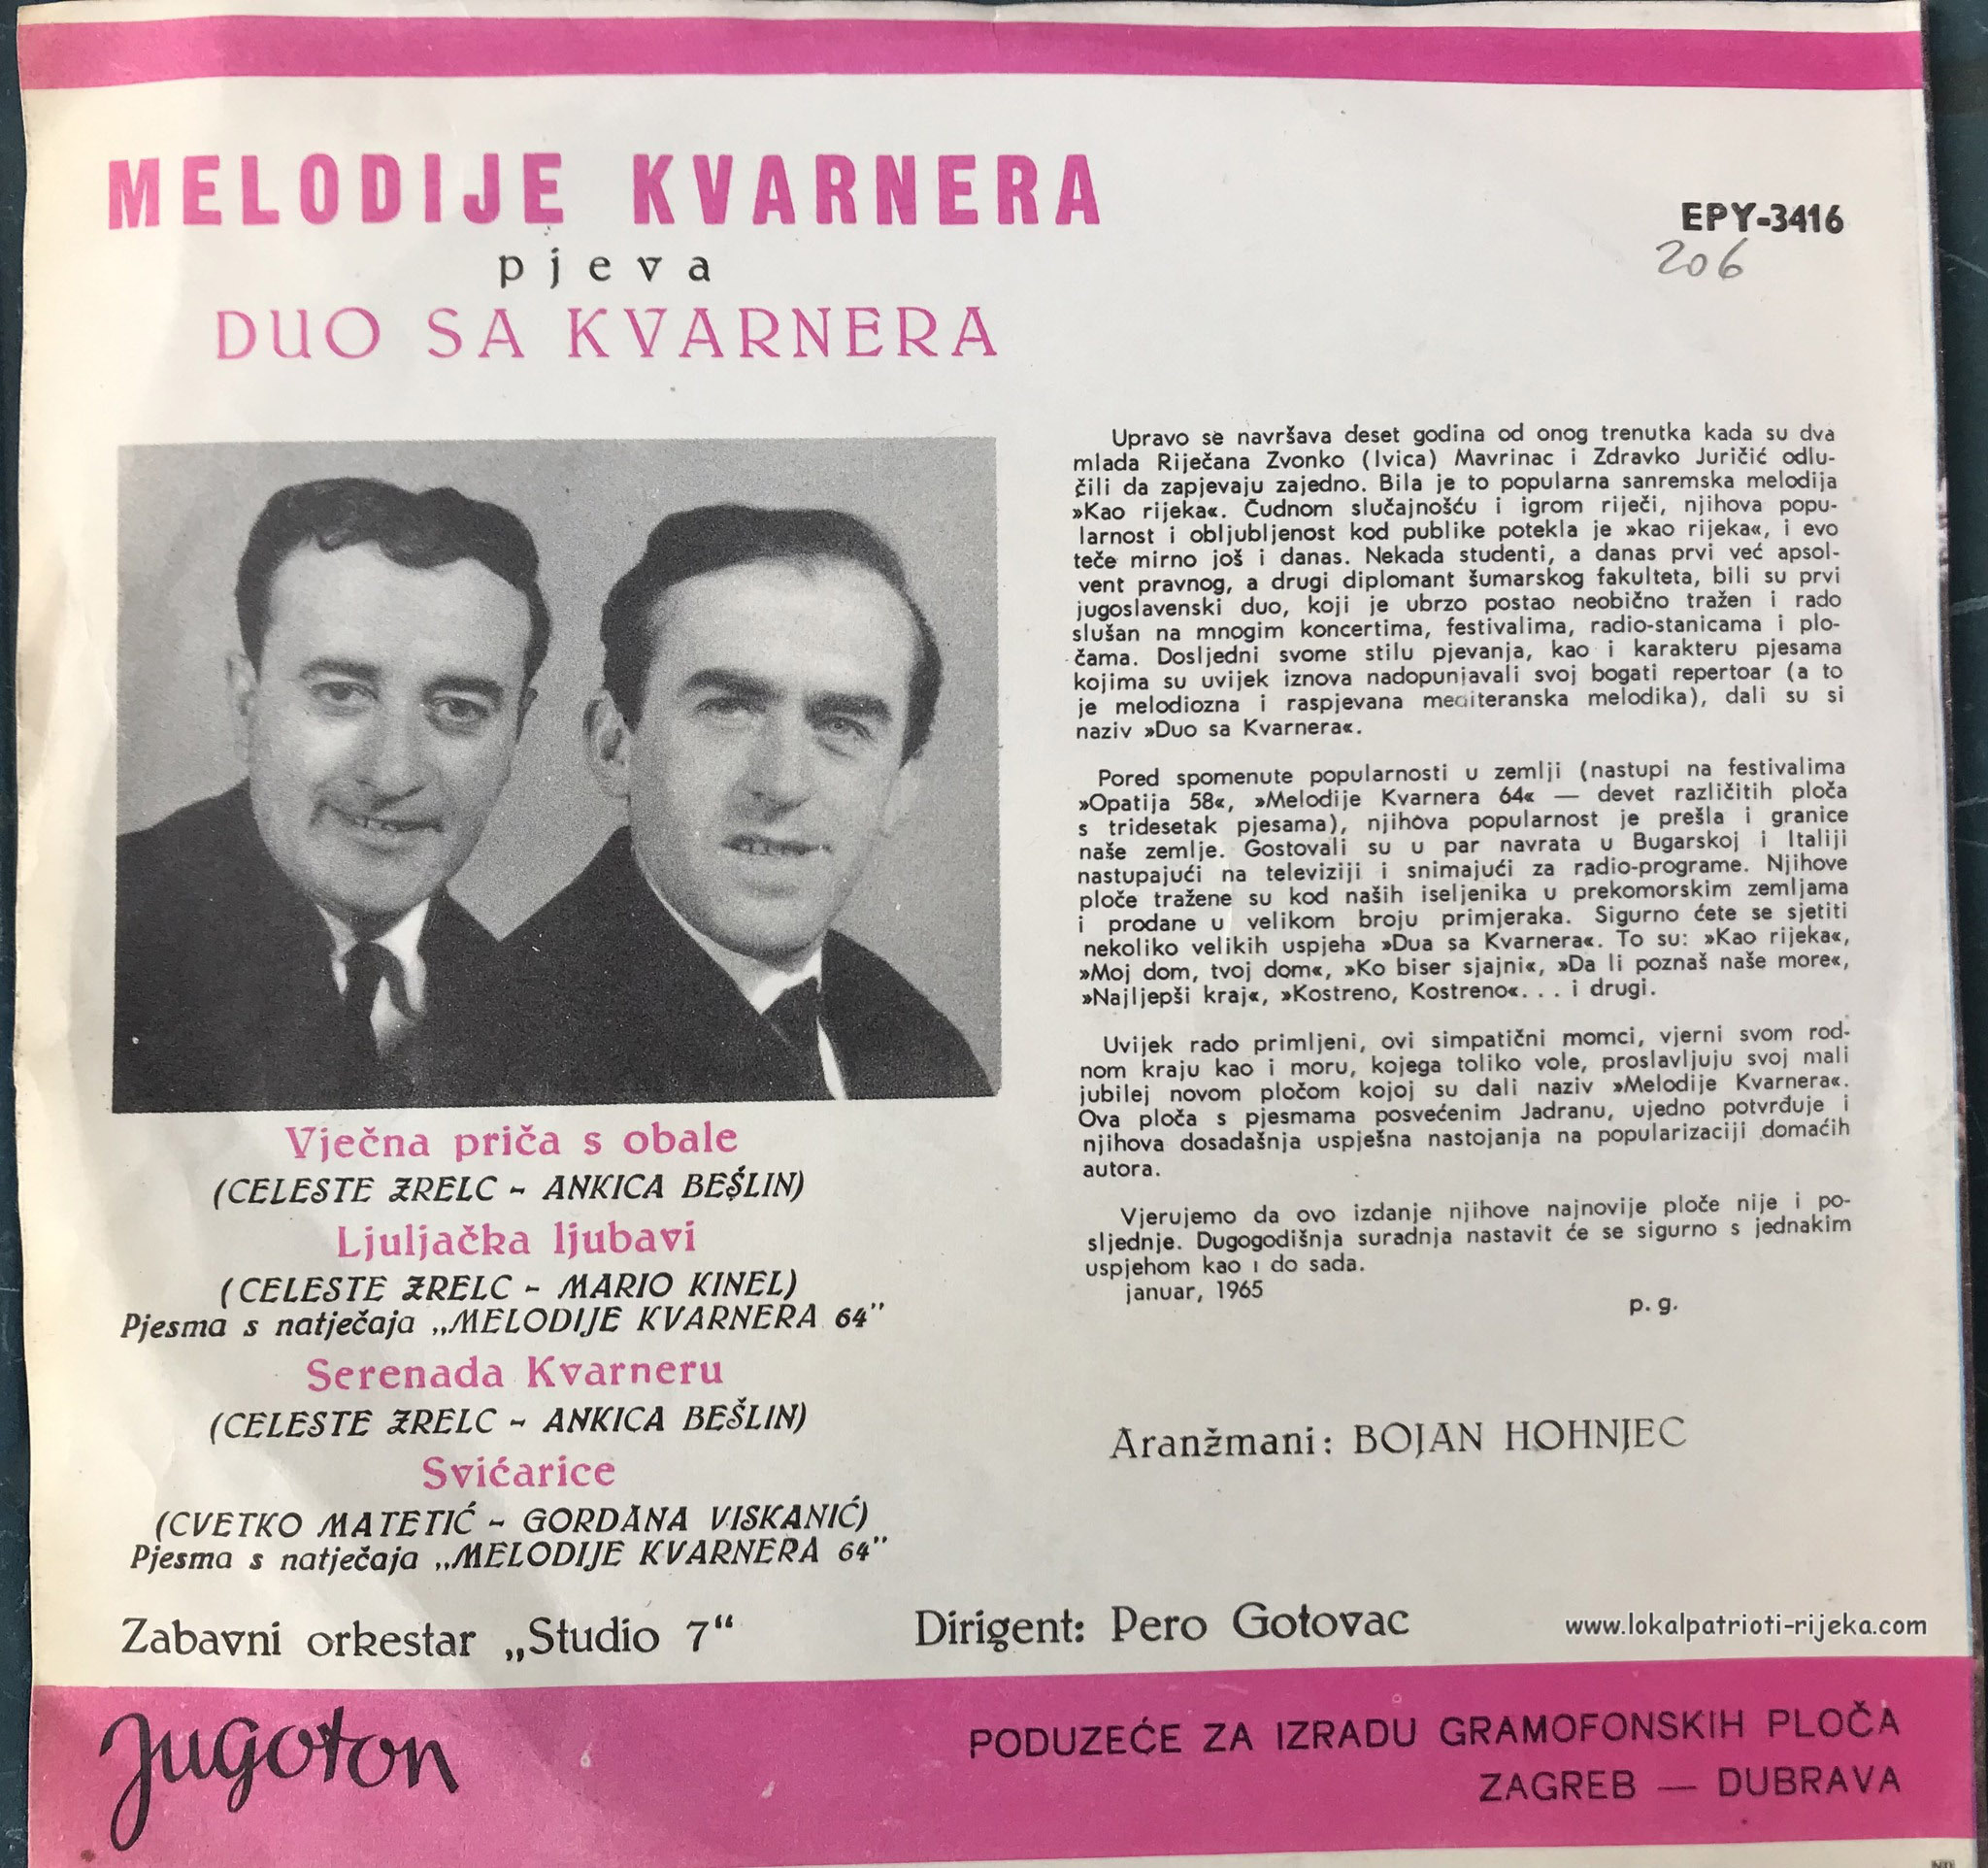 MELODIJE KVARNERA
pjeva
DUO SA KVARNERA
EPY-3416
206
Upravo se navršava deset godina od onog trenutka kada su dva
mlada Riječana Zvonko (Ivica) Mavrinac i Zdravko Juričić odlu-
čili da zapjevaju zajedno. Bila je to popularna sanremska melodija
»Kao rijeka«. Čudnom slučajnošću i igrom riječi, njihova popu-
larnost i obljubljenost kod publike potekla je »kao rijeka«, i evo
teče mirno još i danas. Nekada studenti, a danas prvi već apsol-
vent pravnog, a drugi diplomant šumarskog fakulteta, bili su prvi
jugoslavenski duo, koji je ubrzo postao neobično tražen i rado
slušan na mnogim koncertima, festivalima, radio-stanicama i plo-
čama. Dosljedni svome stilu pjevanja, kao i karakteru pjesama
kojima su uvijek iznova nadopunjavali svoj bogati repertoar (a to
je melodiozna i raspjevana mediteranska melodika), dali su si
naziv »Duo sa Kvarnera«.
Pored spomenute popularnosti u zemlji (nastupi na festivalima
»Opatija 58«, »Melodije Kvarnera 64« — devet različitih ploča
s tridesetak pjesama), njihova popularnost je prešla i granice
naše zemlje. Gostovali su u par navrata u Bugarskoj i Italiji
nastupajući na televiziji i snimajući za radio-programe. Njihove
ploče tražene su kod naših iseljenika u prekomorskim zemljama
i prodane u velikom broju primjeraka. Sigurno ćete se sjetiti
nekoliko velikih uspjeha »Dua sa Kvarnera«. To su: »Kao rijeka«,
»Moj dom, tvoj dom«, »Ko biser sjajni«, »Da li poznaš naše more«,
»Najljepši kraj«, »Kostreno, Kostreno«. . . i drugi.
Uvijek rado primljeni, ovi simpatični momci, vjerni svom rod-
nom kraju kao i moru, kojega toliko vole, proslavljuju svoj mali
jubilej novom pločom kojoj su dali naziv »Melodije Kvarnera«.
Ova ploča s pjesmama posvećenim Jadranu, ujedno potvrđuje i
njihova dosadašnja uspješna nastojanja na popularizaciji domaćih
autora.
Vjerujemo da ovo izdanje njihove najnovije ploče nije i po-
sljednje. Dugogodišnja suradnja nastavit će se sigurno s jednakim
uspjehom kao i do sada.
januar, 1965
p. g.
Vječna priča s obale
(CELESTE ZRELC - ANKICA BEŠLIN)
Ljuljačka ljubavi
(CELESTE ZRELC - MARIO KINEL)
Pjesma s natječaja „MELODIJE KVARNERA 64”
Serenada Kvarneru
(CELESTE ZRELC - ANKICA BEŠLIN)
Svićarice
(CVETKO MATETIĆ - GORDANA VISKANIĆ)
Pjesma s natječaja „MELODIJE KVARNERA 64”
Aranžmani: BOJAN HOHNJEC
Zabavni orkestar „Studio 7“
Dirigent: Pero Gotovac
www.lokalpatrioti-rijeka.com
Jugoton
PODUZEĆE ZA IZRADU GRAMOFONSKIH PLOČA
ZAGREB — DUBRAVA